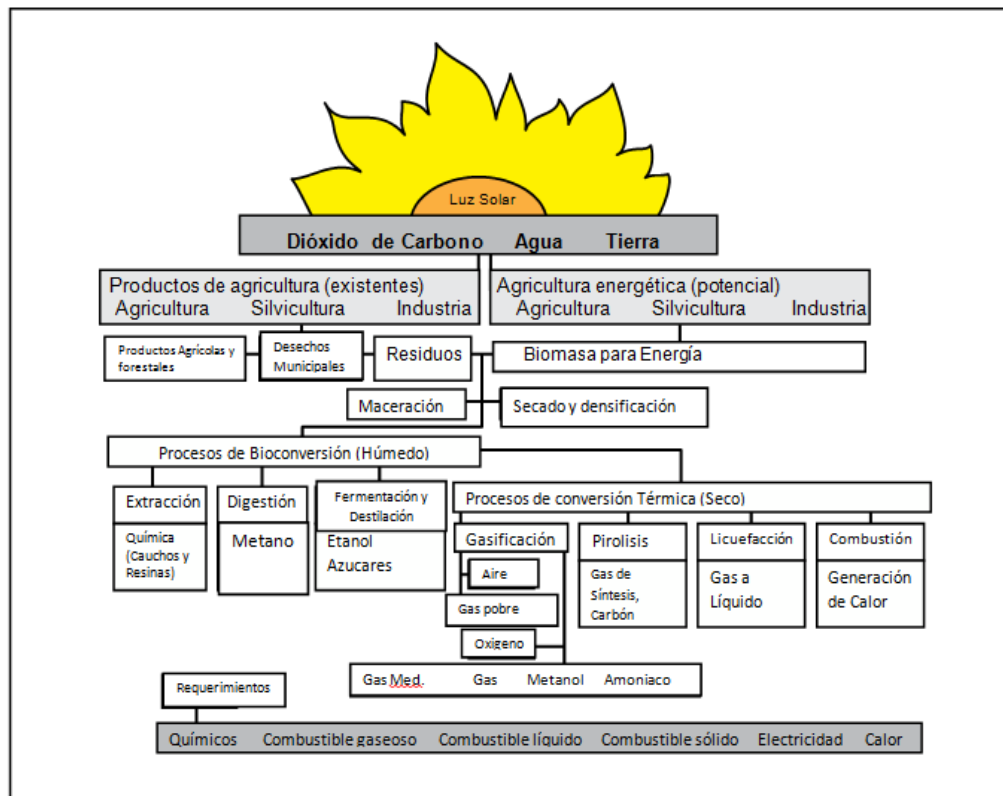 Luz Solar
Dióxido de Carbono Agua Tierra
Productos de agricultura (existentes)
Agricultura Silvicultura Industria
Agricultura energética (potencial)
Agricultura Silvicultura Industria
Productos Agrícolas y
forestales
Desechos
Municipales
Residuos
Biomasa para Energía
Maceración
Secado y densificación
Procesos de Bioconversión (Húmedo)
Extracción
Química
(Cauchos y
Resinas)
Digestión
Metano
Fermentación y
Destilación
Etanol
Azucares
Procesos de conversión Térmica (Seco)
Gasificación
Aire
Gas pobre
Oxigeno
Gas Med. Gas Metanol Amoniaco
Pirolisis
Gas de
Síntesis,
Carbón
Licuefacción
Gas a
Líquido
Combustión
Generación
de Calor
Requerimientos
Químicos Combustible gaseoso Combustible líquido Combustible sólido Electricidad Calor